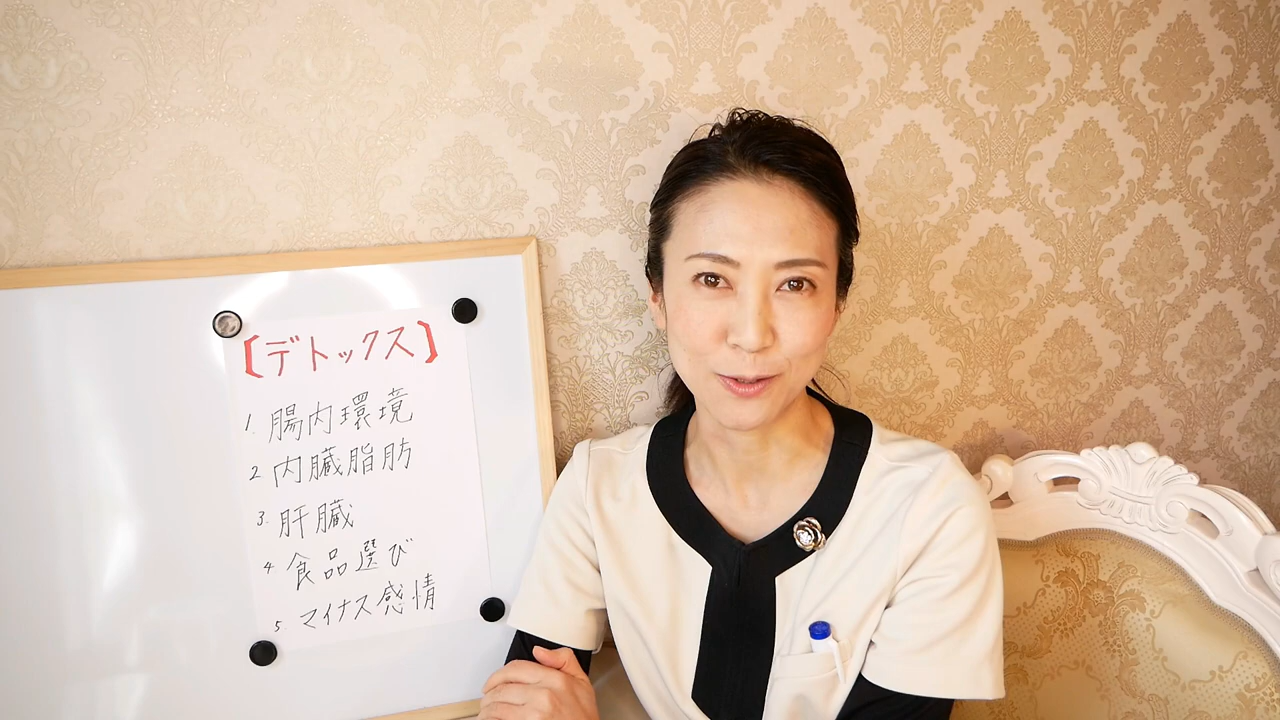 【デトックス】
1. 腸内環境
2 内臓脂肪
3. 肝臓
4 食品選び
5. マイナス感情